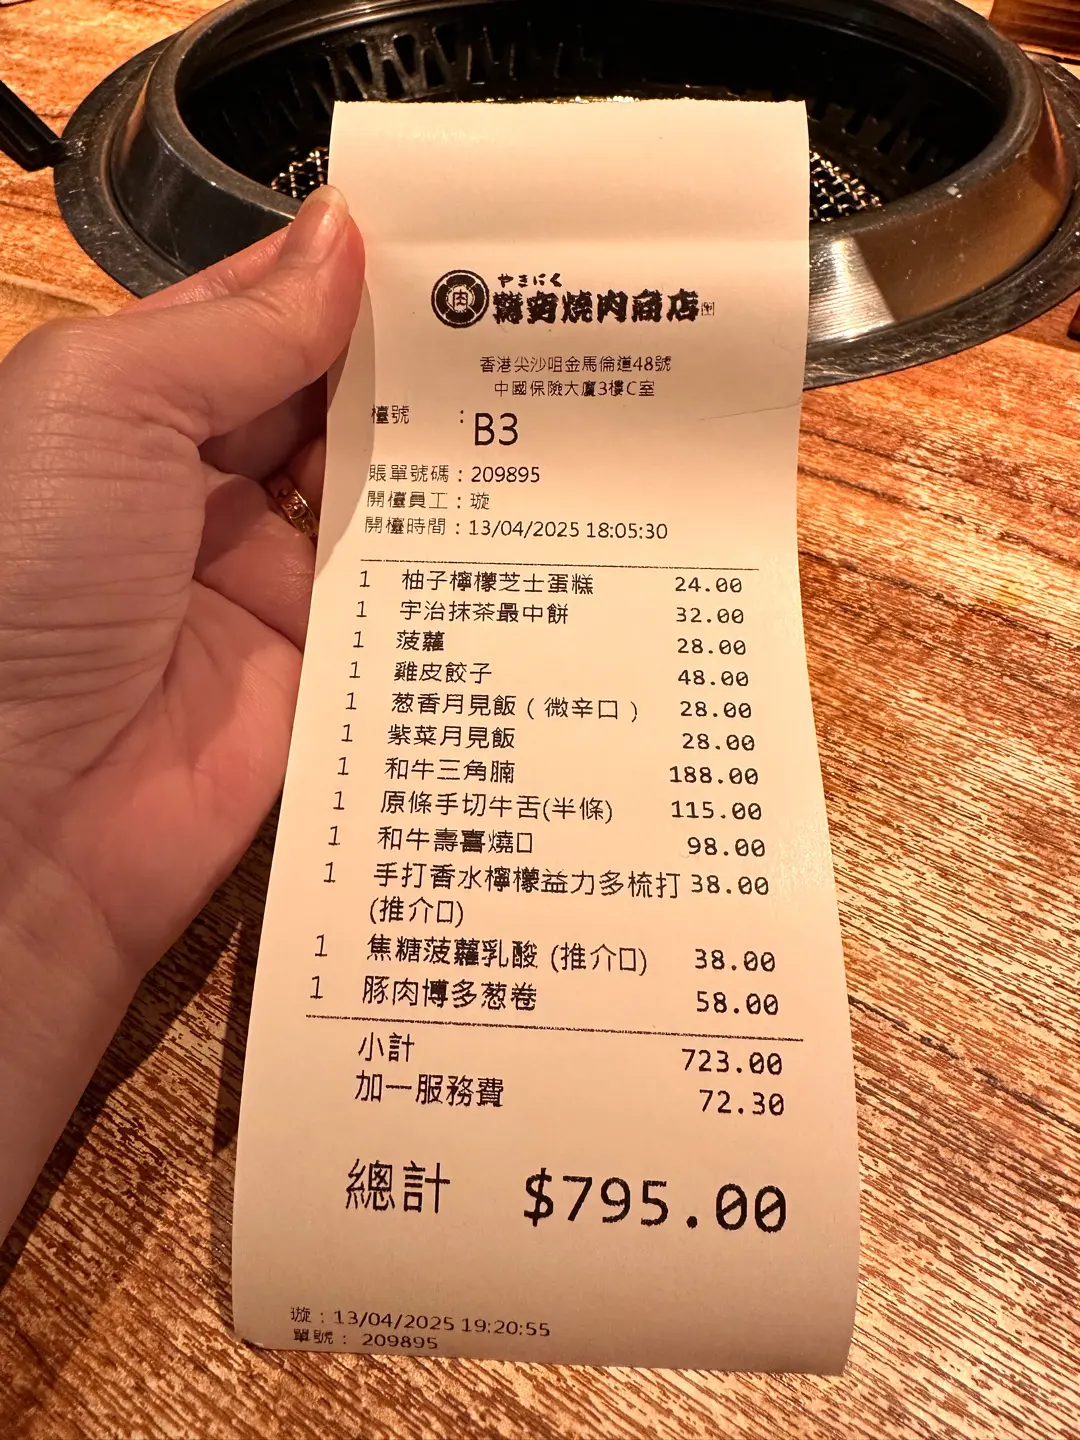 やきにく
燒肉商店
香港尖沙咀金馬倫道48號
中國保險大廈3樓C室
檯號 : B3
賬單號碼 : 209895
開檯員工 : 璇
開檯時間 : 13/04/2025 18:05:30
1 柚子檸檬芝士蛋糕 24.00
1 宇治抹茶最中餅 32.00
1 菠蘿 28.00
1 雞皮餃子 48.00
1 葱香月見飯 ( 微辛口 ) 28.00
1 紫菜月見飯 28.00
1 和牛三角腩 188.00
1 原條手切牛舌(半條) 115.00
1 和牛壽喜燒口 98.00
1 手打香水檸檬益力多梳打 38.00
(推介口)
1 焦糖菠蘿乳酸 (推介口) 38.00
1 豚肉博多葱卷 58.00
小計 723.00
加一服務費 72.30
總計 $795.00
璇 : 13/04/2025 19:20:55
單號 : 209895